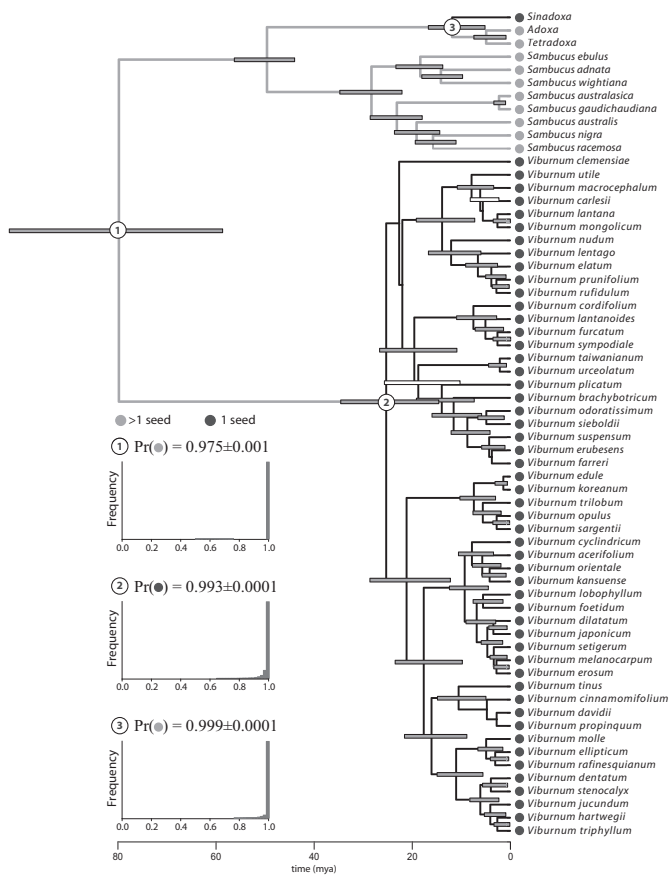 Sinadoxa
3
Adoxa
Tetradoxa
Sambucus ebulus
Sambucus adnata
Sambucus wightiana
Sambucus australasica
Sambucus gaudichaudiana
Sambucus australis
Sambucus nigra
Sambucus racemosa
Viburnum clemensiae
Viburnum utile
Viburnum macrocephalum
Viburnum carlesii
Viburnum lantana
Viburnum mongolicum
1
Viburnum nudum
Viburnum lentago
Viburnum elatum
Viburnum prunifolium
Viburnum rufidulum
Viburnum cordifolium
Viburnum lantanoides
Viburnum furcatum
Viburnum sympodiale
Viburnum taiwanianum
Viburnum urceolatum
Viburnum plicatum
Viburnum brachybotricum
2
Viburnum odoratissimum
Viburnum sieboldii
Viburnum suspensum
Viburnum erubesens
Viburnum farreri
Viburnum edule
Viburnum koreanum
Viburnum trilobum
Viburnum opulus
Viburnum sargentii
Viburnum cyclindricum
Viburnum acerifolium
Viburnum orientale
Viburnum kansuense
Viburnum lobophyllum
Viburnum foetidum
Viburnum dilatatum
Viburnum japonicum
Viburnum setigerum
Viburnum melanocarpum
Viburnum erosum
Viburnum tinus
Viburnum cinnamomifolium
Viburnum davidii
Viburnum propinquum
Viburnum molle
Viburnum ellipticum
Viburnum rafinesquianum
Viburnum dentatum
Viburnum stenocalyx
Viburnum jucundum
Viburnum hartwegii
Viburnum triphyllum
>1 seed 1 seed
1 Pr( ) = 0.975±0.001
Frequency
0.0 0.2 0.4 0.6 0.8 1.0
2 Pr( ) = 0.993±0.0001
Frequency
0.0 0.2 0.4 0.6 0.8 1.0
3 Pr( ) = 0.999±0.0001
Frequency
0.0 0.2 0.4 0.6 0.8 1.0
80 60 40 20 0
time (mya)